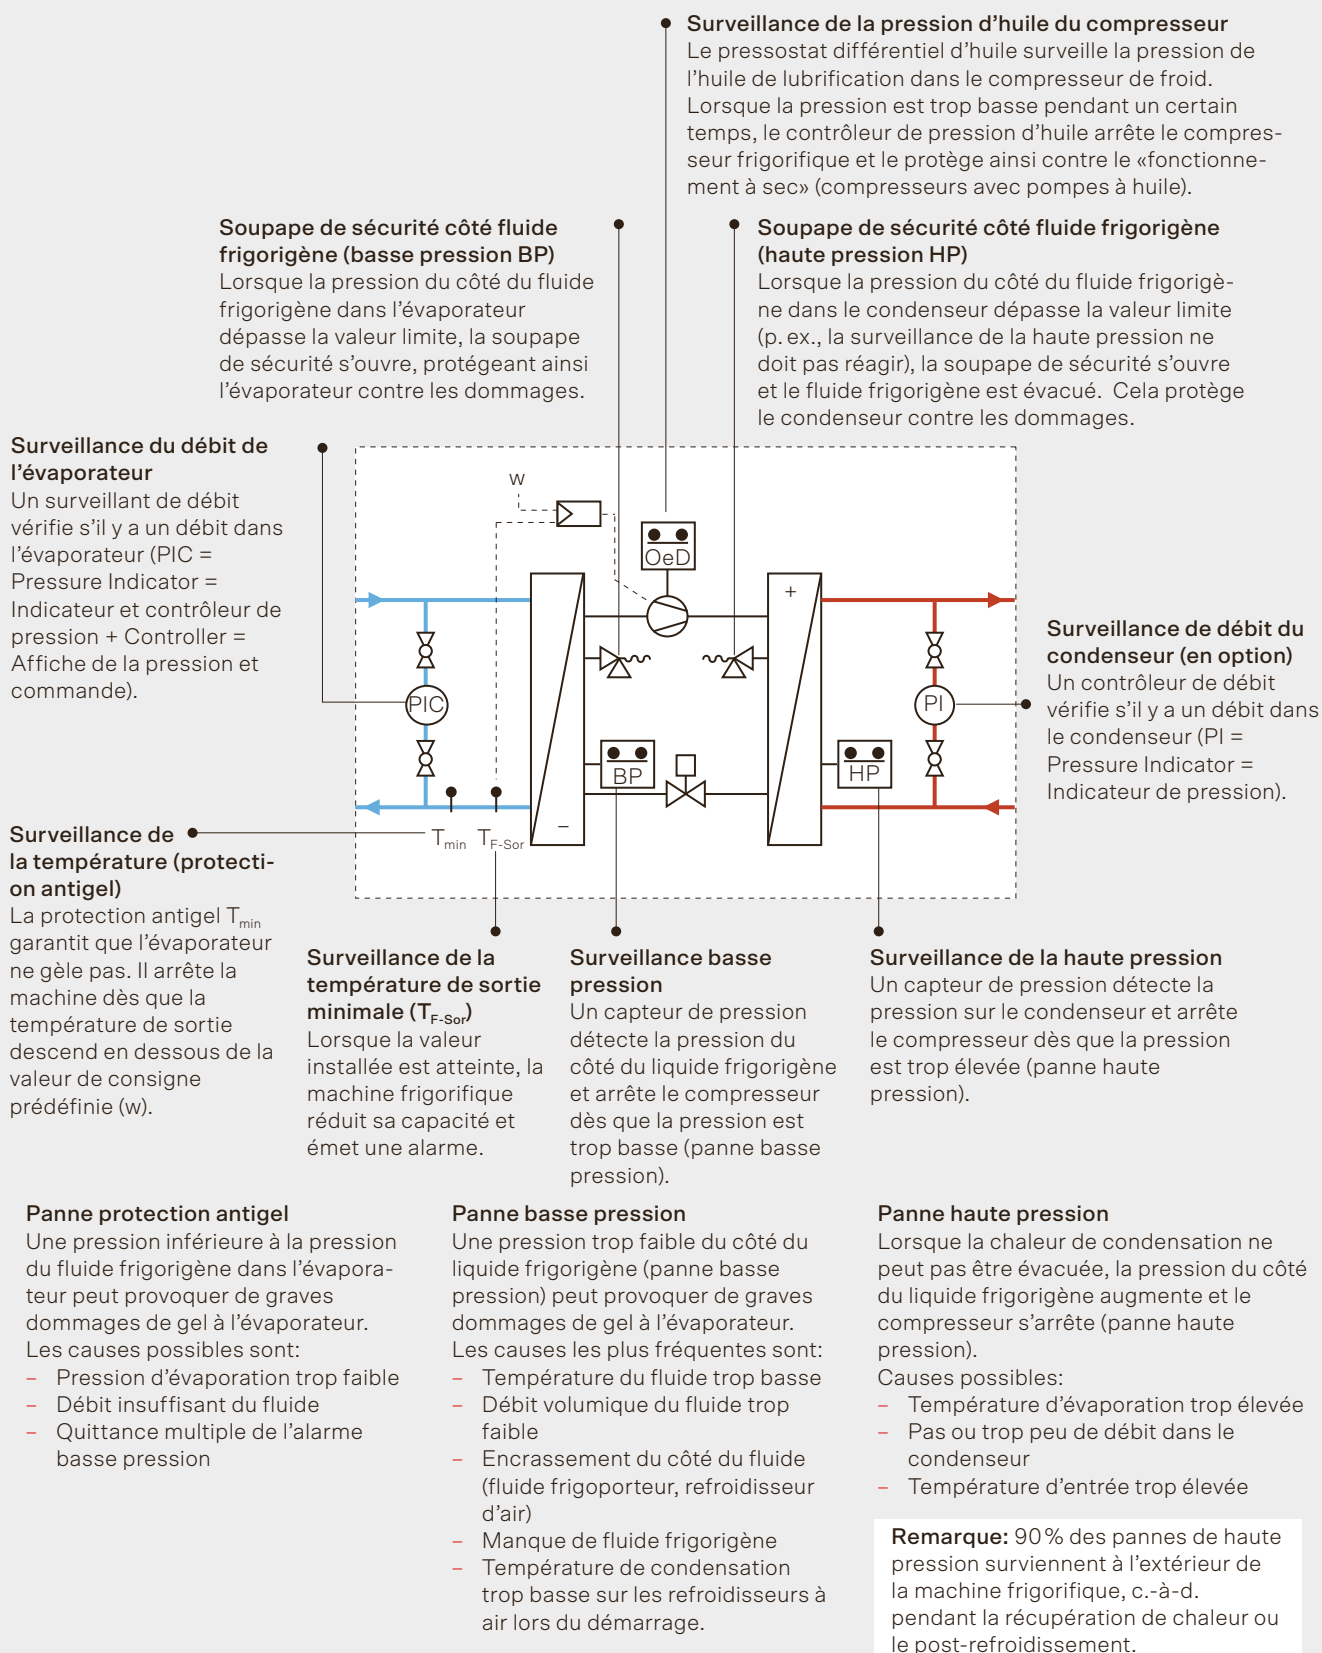 Surveillance de la pression d’huile du compresseur
Le pressostat différentiel d’huile surveille la pression de
l’huile de lubrification dans le compresseur de froid.
Lorsque la pression est trop basse pendant un certain
temps, le contrôleur de pression d’huile arrête le compres-
seur frigorifique et le protège ainsi contre le «fonctionne-
ment à sec» (compresseurs avec pompes à huile).
Soupape de sécurité côté fluide
frigorigène (basse pression BP)
Lorsque la pression du côté du fluide
frigorigène dans l’évaporateur
dépasse la valeur limite, la soupape
de sécurité s’ouvre, protégeant ainsi
l’évaporateur contre les dommages.
Soupape de sécurité côté fluide frigorigène
(haute pression HP)
Lorsque la pression du côté du fluide frigorigè-
ne dans le condenseur dépasse la valeur limite
(p. ex., la surveillance de la haute pression ne
doit pas réagir), la soupape de sécurité s’ouvre
et le fluide frigorigène est évacué. Cela protège
le condenseur contre les dommages.
Surveillance du débit de
l’évaporateur
Un surveillant de débit
vérifie s’il y a un débit dans
l’évaporateur (PIC =
Pressure Indicator =
Indicateur et contrôleur de
pression + Controller =
Affiche de la pression et
commande).
w
OeD
+
PIC
PI
BP
HP
−
T min
T F-Sor
Surveillance de débit du
condenseur (en option)
Un contrôleur de débit
vérifie s’il y a un débit dans
le condenseur (PI =
Pressure Indicator =
Indicateur de pression).
Surveillance de
la température (protecti-
on antigel)
La protection antigel T min
garantit que l’évaporateur
ne gèle pas. Il arrête la
machine dès que la
température de sortie
descend en dessous de la
valeur de consigne
prédéfinie (w).
Surveillance de la
température de sortie
minimale (T F-Sor)
Lorsque la valeur
installée est atteinte, la
machine frigorifique
réduit sa capacité et
émet une alarme.
Surveillance basse
pression
Un capteur de pression
détecte la pression du
côté du liquide frigorigène
et arrête le compresseur
dès que la pression est
trop basse (panne basse
pression).
Surveillance de la haute pression
Un capteur de pression détecte la
pression sur le condenseur et arrête
le compresseur dès que la pression
est trop élevée (panne haute
pression).
Panne protection antigel
Une pression inférieure à la pression
du fluide frigorigène dans l’évapora-
teur peut provoquer de graves
dommages de gel à l’évaporateur.
Les causes possibles sont:
– Pression d’évaporation trop faible
– Débit insuffisant du fluide
– Quittance multiple de l’alarme
basse pression
Panne basse pression
Une pression trop faible du côté du
liquide frigorigène (panne basse
pression) peut provoquer de graves
dommages de gel à l’évaporateur.
Les causes les plus fréquentes sont:
– Température du fluide trop basse
– Débit volumique du fluide trop
faible
– Encrassement du côté du fluide
(fluide frigoporteur, refroidisseur
d’air)
– Manque de fluide frigorigène
– Température de condensation
trop basse sur les refroidisseurs à
air lors du démarrage.
Panne haute pression
Lorsque la chaleur de condensation ne
peut pas être évacuée, la pression du côté
du liquide frigorigène augmente et le
compresseur s’arrête (panne haute
pression).
Causes possibles:
– Température d’évaporation trop élevée
– Pas ou trop peu de débit dans le
condenseur
– Température d’entrée trop élevée
Remarque: 90 % des pannes de haute
pression surviennent à l’extérieur de
la machine frigorifique, c.-à-d.
pendant la récupération de chaleur ou
le post-refroidissement.